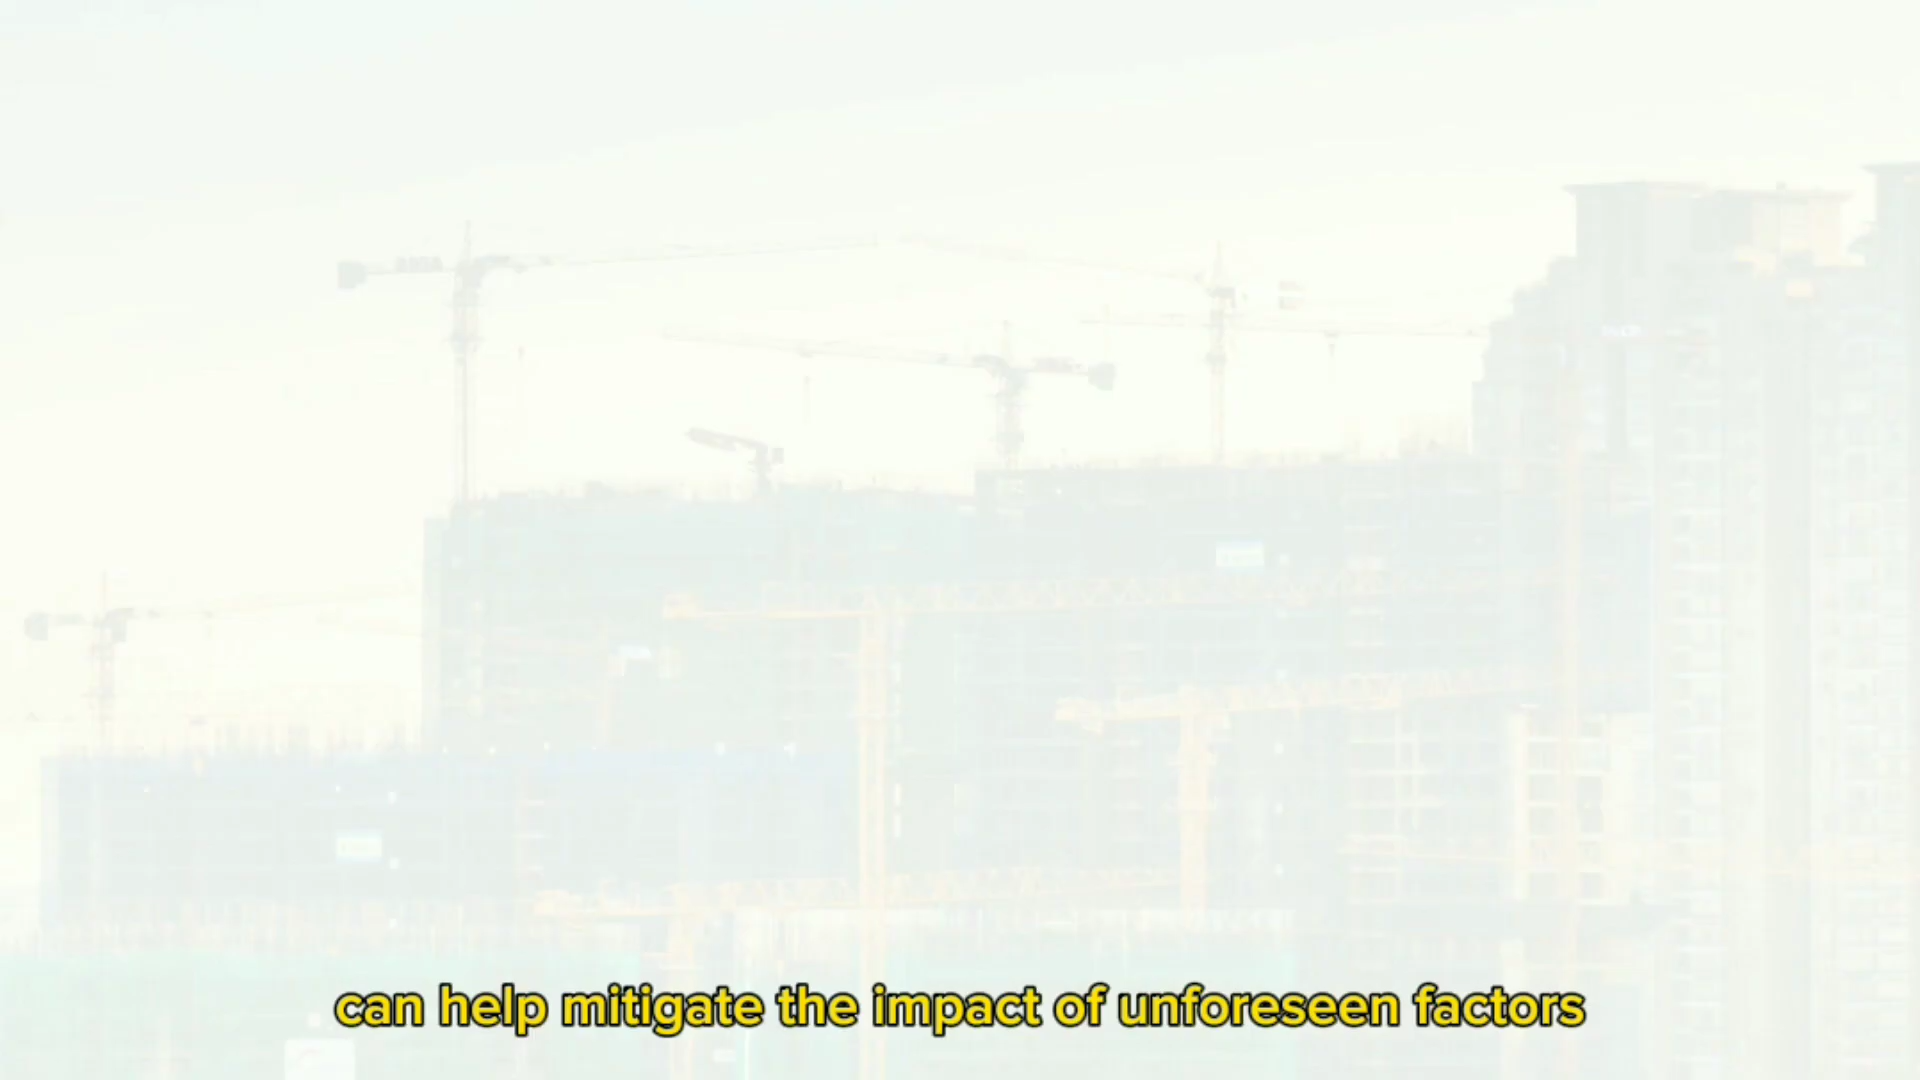 can help mitigate the impact of unforeseen factors